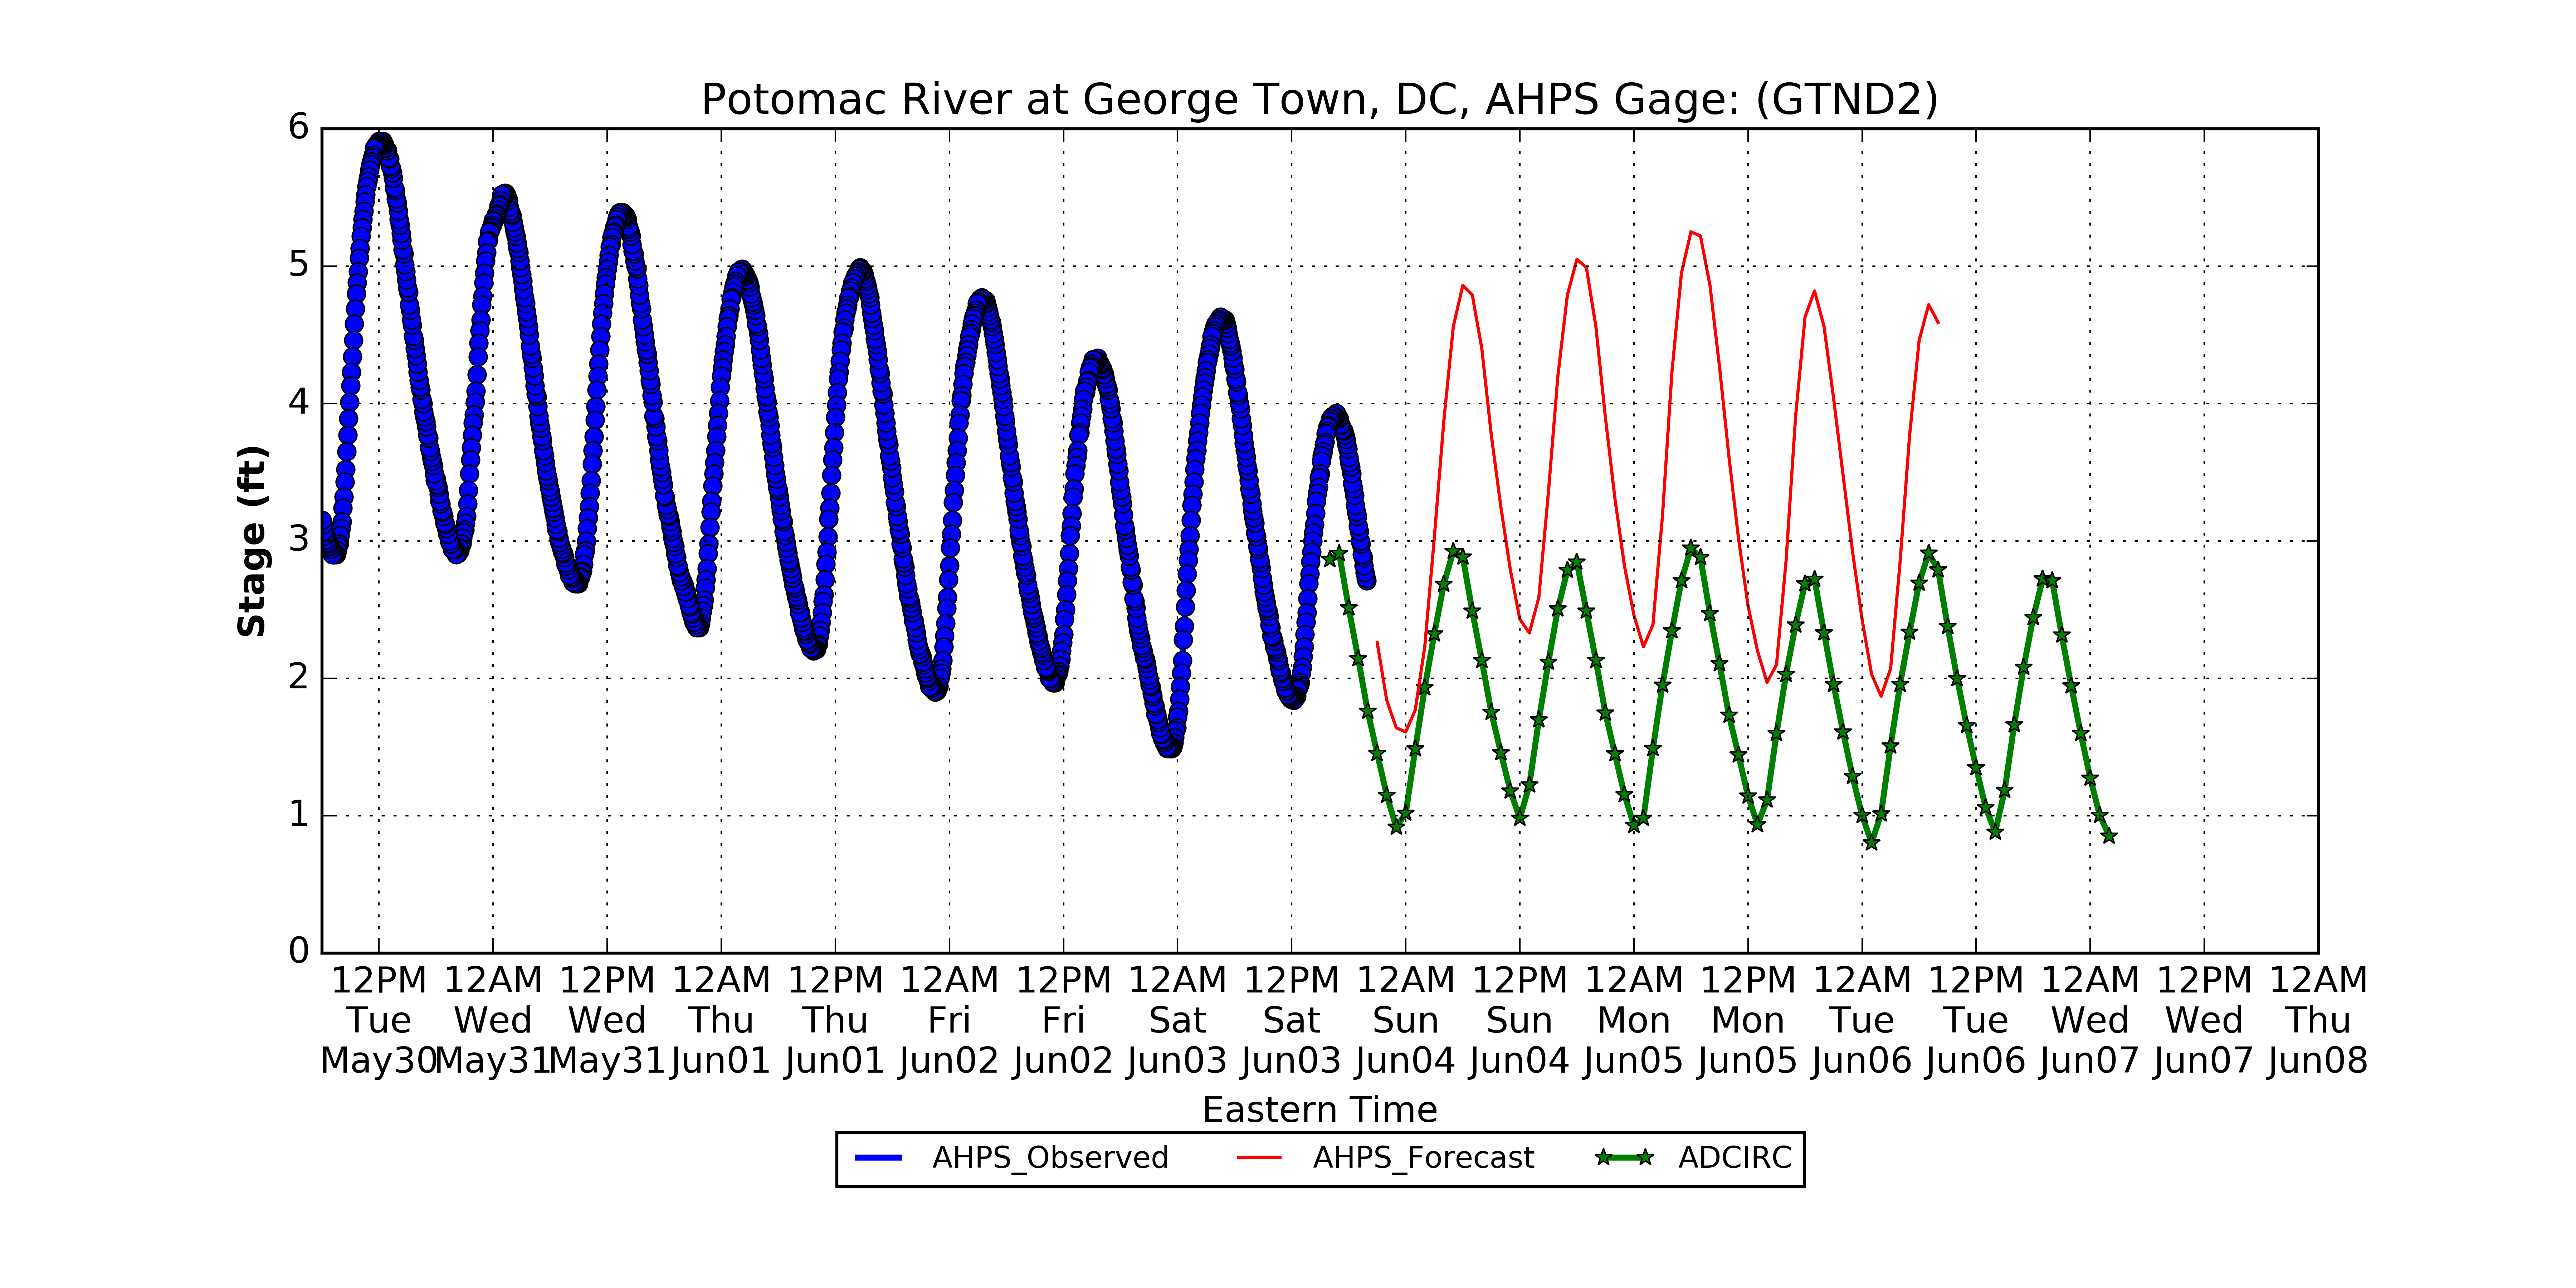 Potomac River at George Town, DC, AHPS Gage: (GTND2)
6
5
4
3
2
1
0
Stage (ft)
12PM 12AM 12PM 12AM 12PM 12AM 12PM 12AM 12PM 12AM 12PM 12AM 12PM 12AM 12PM 12AM 12PM 12AM
Tue Wed Wed Thu Thu Fri Fri Sat Sat Sun Sun Mon Mon Tue Tue Wed Wed Thu
May30 May31 May31 Jun01 Jun01 Jun02 Jun02 Jun03 Jun03 Jun04 Jun04 Jun05 Jun05 Jun06 Jun06 Jun07 Jun07 Jun08
Eastern Time
AHPS_Observed AHPS_Forecast ADCIRC